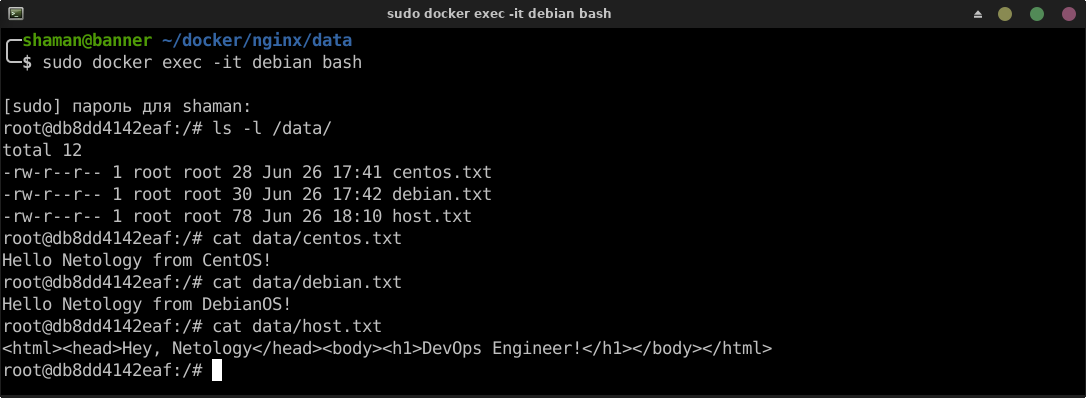 sudo docker exec -it debian bash
shaman@banner ~/docker/nginx/data
$ sudo docker exec -it debian bash
[sudo] пароль для shaman:
root@db8dd4142eaf:/# ls -l /data/
total 12
-rw-r--r-- 1 root root 28 Jun 26 17:41 centos.txt
-rw-r--r-- 1 root root 30 Jun 26 17:42 debian.txt
-rw-r--r-- 1 root root 78 Jun 26 18:10 host.txt
root@db8dd4142eaf:/# cat data/centos.txt
Hello Netology from CentOS!
root@db8dd4142eaf:/# cat data/debian.txt
Hello Netology from DebianOS!
root@db8dd4142eaf:/# cat data/host.txt
<html><head>Hey, Netology</head><body><h1>DevOps Engineer!</h1></body></html>
root@db8dd4142eaf:/#